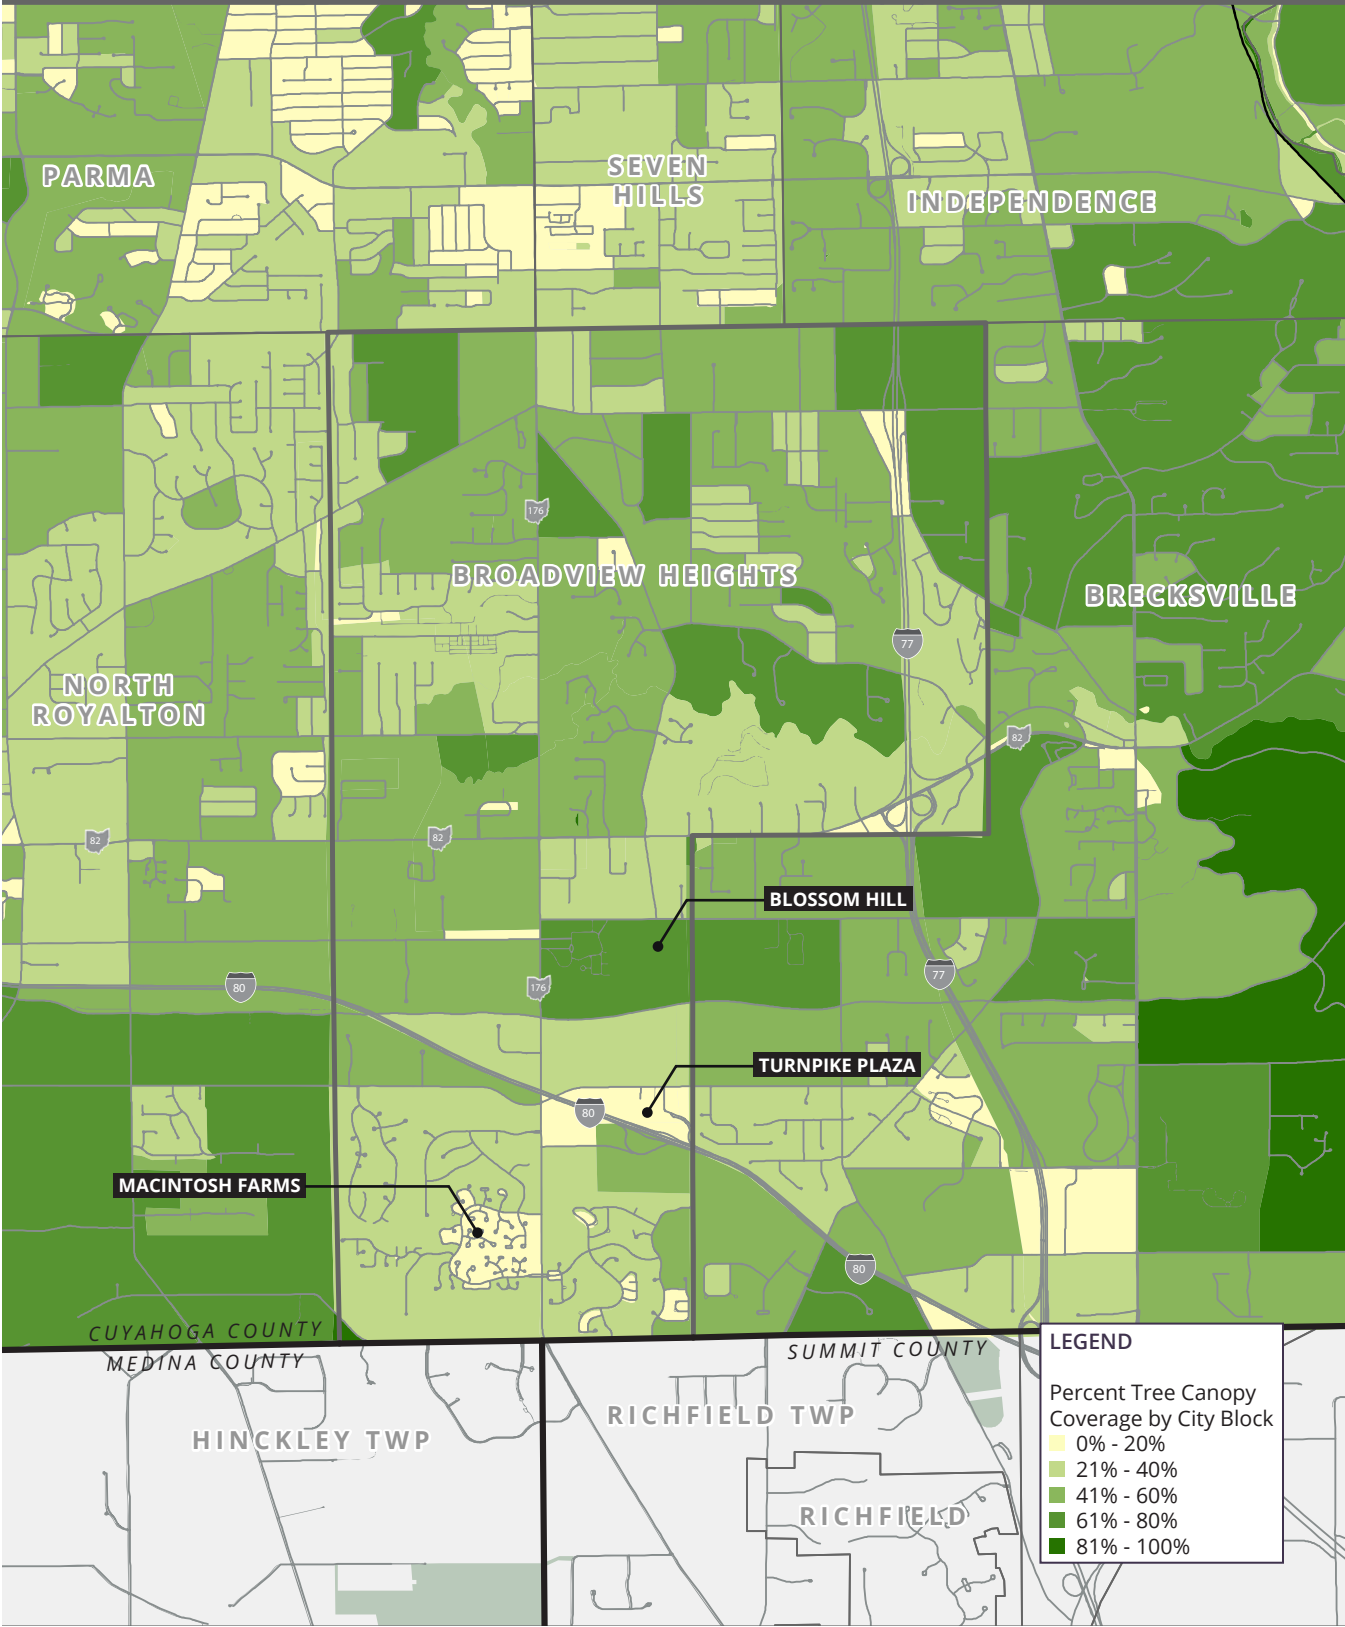 PARMA
SEVEN
HILLS
INDEPENDENCE
176
BROADVIEW HEIGHTS
BRECKSVILLE
77
NORTH
ROYALTON
82
82
82
BLOSSOM HILL
77
80
176
TURNPIKE PLAZA
80
MACINTOSH FARMS
80
CUYAHOGA COUNTY
MEDINA COUNTY
SUMMIT COUNTY
HINCKLEY TWP
RICHFIELD TWP
RICHFIELD
LEGEND
Percent Tree Canopy
Coverage by City Block
0% - 20%
21% - 40%
41% - 60%
61% - 80%
81% - 100%